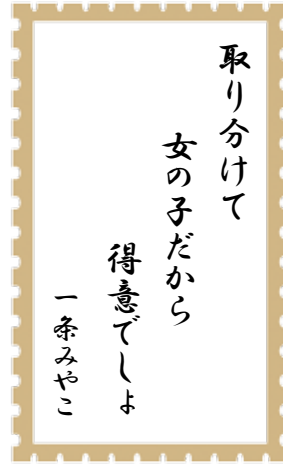 取り分けて
女の子だから
得意でしょ
一条みやこ